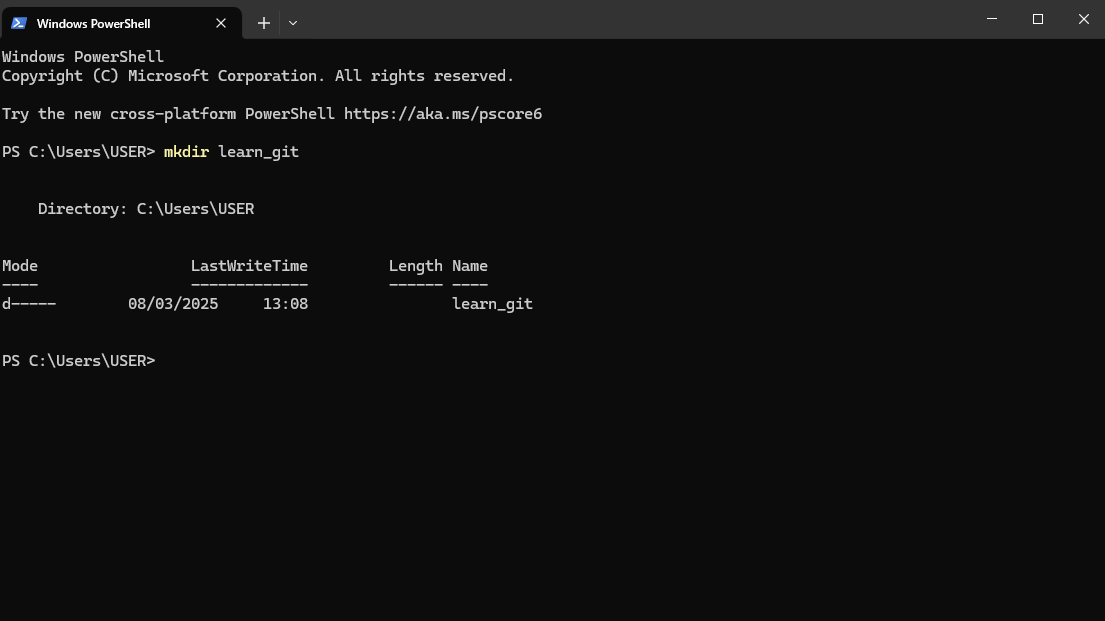 Windows PowerShell
Windows PowerShell
Copyright (C) Microsoft Corporation. All rights reserved.
Try the new cross-platform PowerShell https://aka.ms/pscore6
PS C:\Users\USER> mkdir learn_git
    Directory: C:\Users\USER
Mode                 LastWriteTime         Length Name
----                 -------------         ------ ----
d-----        08/03/2025     13:08                learn_git
PS C:\Users\USER>